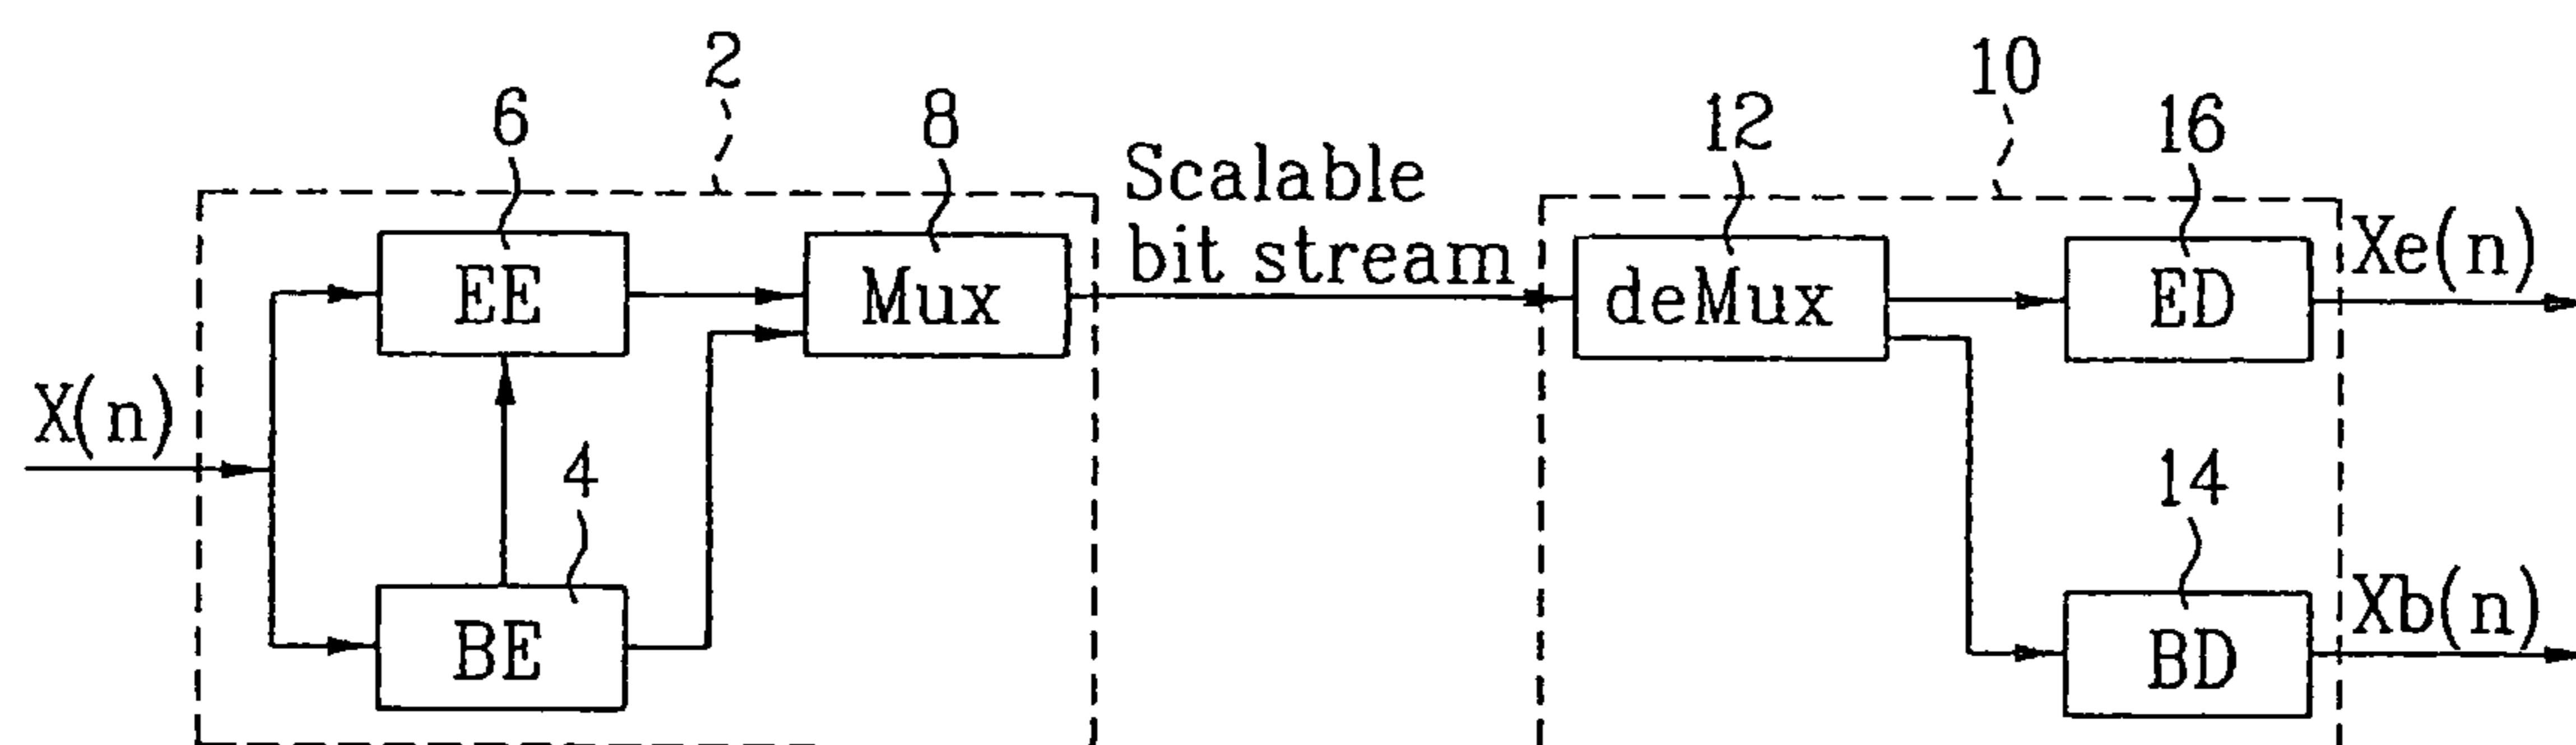 2
10
6
8
12
16
Scalable
bit stream
EE
Mux
deMux
ED
Xe(n)
X(n)
4
14
BE
BD
Xb(n)